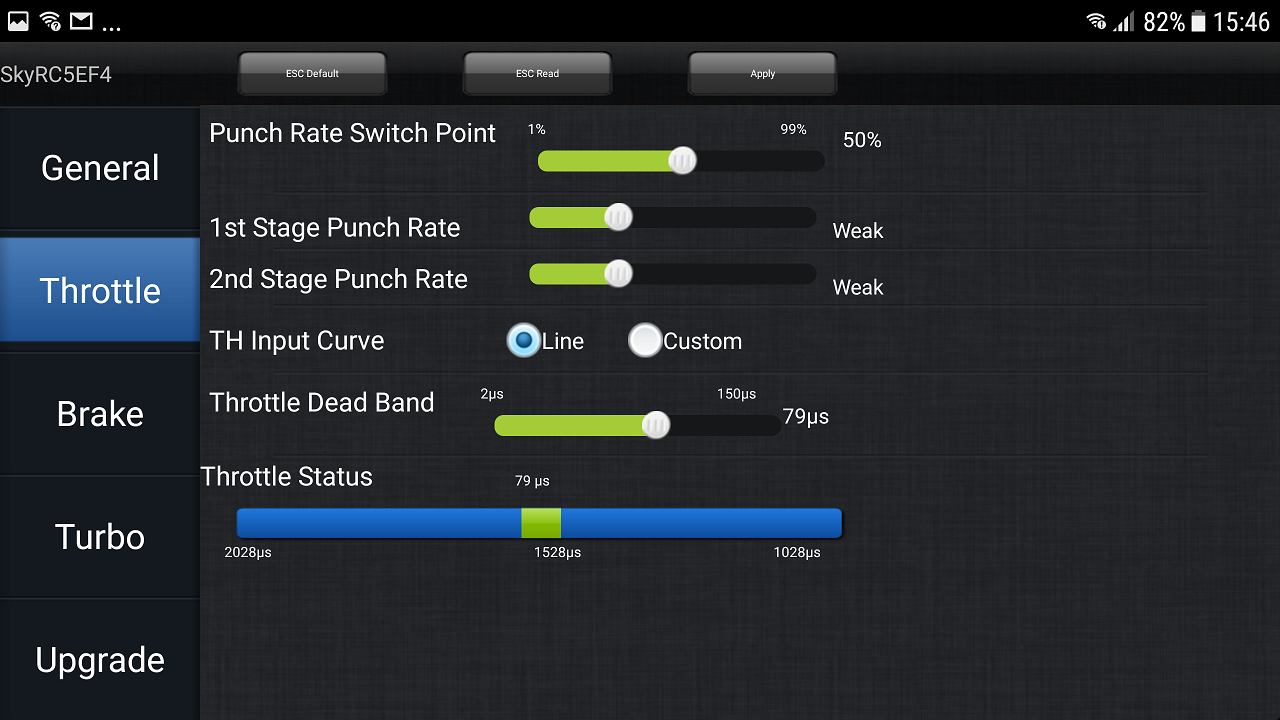 ... 82% 15:46
SkyRC5EF4 ESC Default ESC Read Apply
General
Throttle
Brake
Turbo
Upgrade
Punch Rate Switch Point 1% 99% 50%
1st Stage Punch Rate Weak
2nd Stage Punch Rate Weak
TH Input Curve Line Custom
Throttle Dead Band 2µs 150µs 79µs
Throttle Status 79 µs
2028µs 1528µs 1028µs